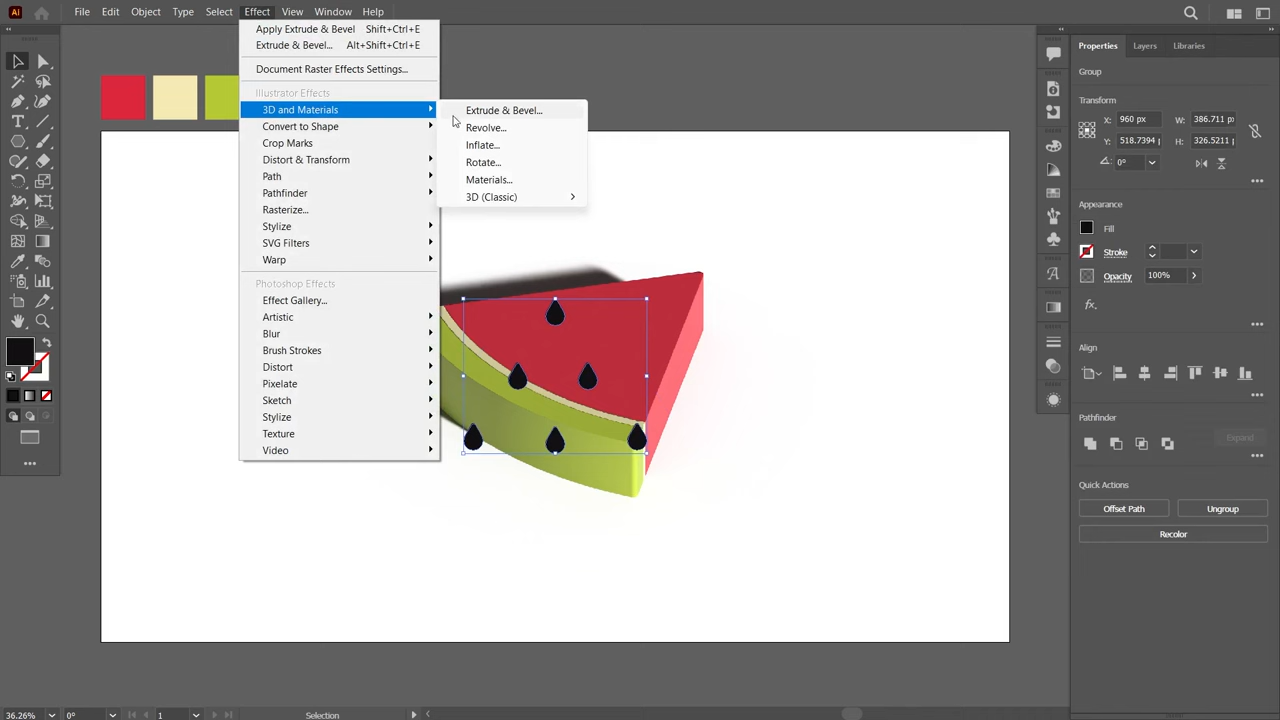 Ai File Edit Object Type Select Effect View Window Help
Apply Extrude & Bevel Shift+Ctrl+E
Extrude & Bevel... Alt+Shift+Ctrl+E
Document Raster Effects Settings...
Illustrator Effects
3D and Materials
Convert to Shape
Crop Marks
Distort & Transform
Path
Pathfinder
Rasterize...
Stylize
SVG Filters
Warp
Photoshop Effects
Effect Gallery...
Artistic
Blur
Brush Strokes
Distort
Pixelate
Sketch
Stylize
Texture
Video
Extrude & Bevel...
Revolve...
Inflate...
Rotate...
Materials...
3D (Classic)
Properties Layers Libraries
Group
Transform
X: 960 px W: 386.711 px
Y: 518.7394 px H: 326.5211 px
0°
Appearance
Fill
Stroke
Opacity 100%
Align
Pathfinder
Expand
Quick Actions
Offset Path Ungroup
Recolor
36.26% 0° 1 Selection